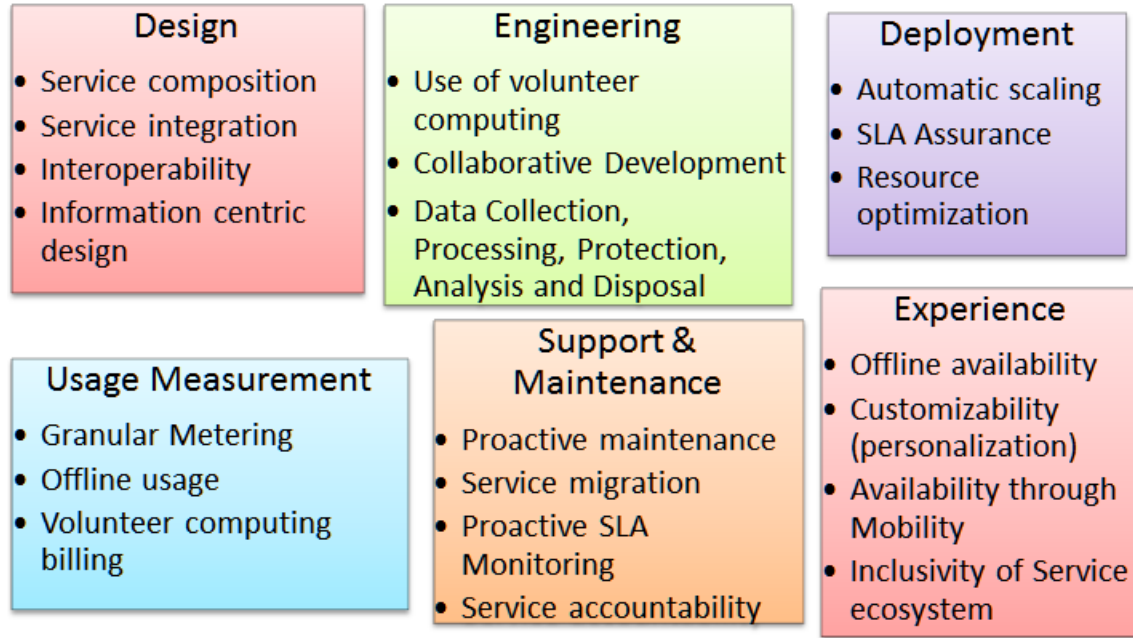 Design
• Service composition
• Service integration
• Interoperability
• Information centric
design
Engineering
• Use of volunteer
computing
• Collaborative Development
• Data Collection,
Processing, Protection,
Analysis and Disposal
Deployment
• Automatic scaling
• SLA Assurance
• Resource
optimization
Usage Measurement
• Granular Metering
• Offline usage
• Volunteer computing
billing
Support &
Maintenance
• Proactive maintenance
• Service migration
• Proactive SLA
Monitoring
• Service accountability
Experience
• Offline availability
• Customizability
(personalization)
• Availability through
Mobility
• Inclusivity of Service
ecosystem